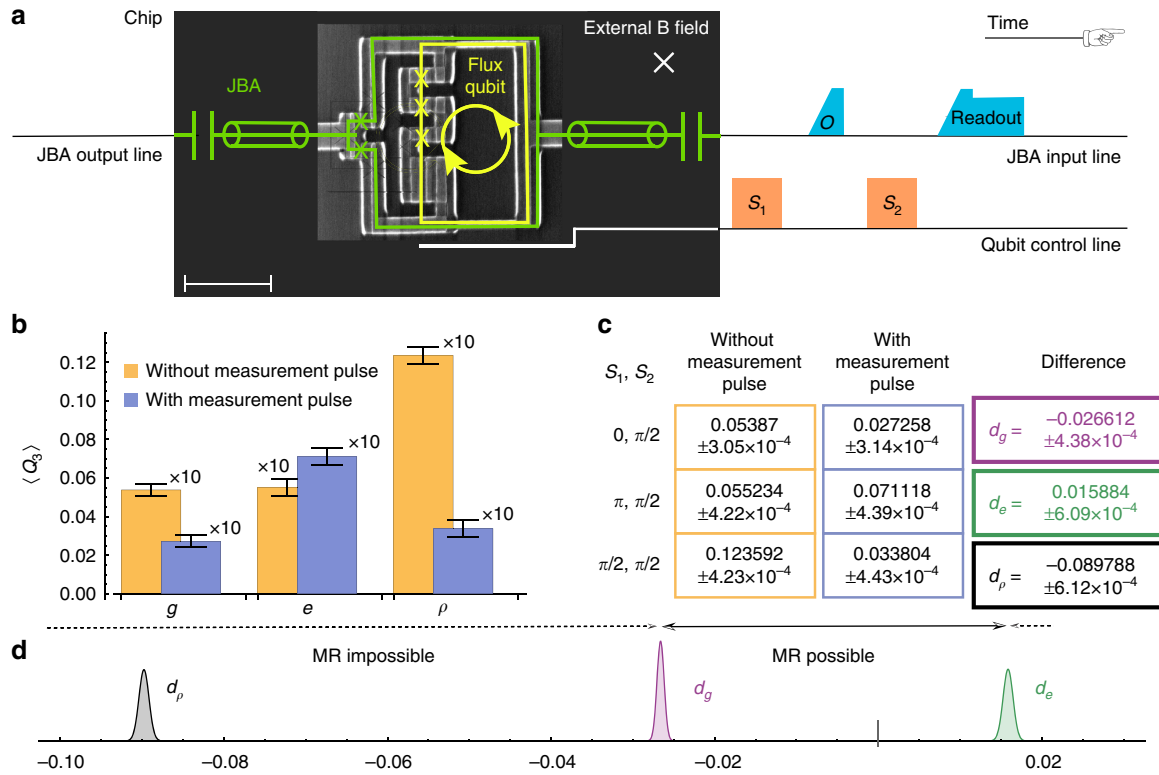 a
Chip
External B field
Time
JBA
Flux
qubit
O
Readout
JBA output line
JBA input line
S₁
S₂
Qubit control line
b
⟨Q₃⟩
0.12
0.10
0.08
0.06
0.04
0.02
0.00
Without measurement pulse
With measurement pulse
×10
×10
×10
×10
×10
×10
g
e
ρ
c
S₁, S₂
Without
measurement
pulse
With
measurement
pulse
Difference
0, π/2
0.05387
±3.05×10⁻⁴
0.027258
±3.14×10⁻⁴
d_g =
−0.026612
±4.38×10⁻⁴
π, π/2
0.055234
±4.22×10⁻⁴
0.071118
±4.39×10⁻⁴
d_e =
0.015884
±6.09×10⁻⁴
π/2, π/2
0.123592
±4.23×10⁻⁴
0.033804
±4.43×10⁻⁴
d_ρ =
−0.089788
±6.12×10⁻⁴
d
MR impossible
MR possible
d_ρ
d_g
d_e
−0.10
−0.08
−0.06
−0.04
−0.02
0.02